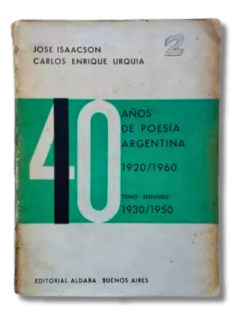 JOSE ISAACSON
CARLOS ENRIQUE URQUIA
2
40
AÑOS
DE POESIA
ARGENTINA
1920/1960
TOMO SEGUNDO
1930/1950
EDITORIAL ALDABA BUENOS AIRES